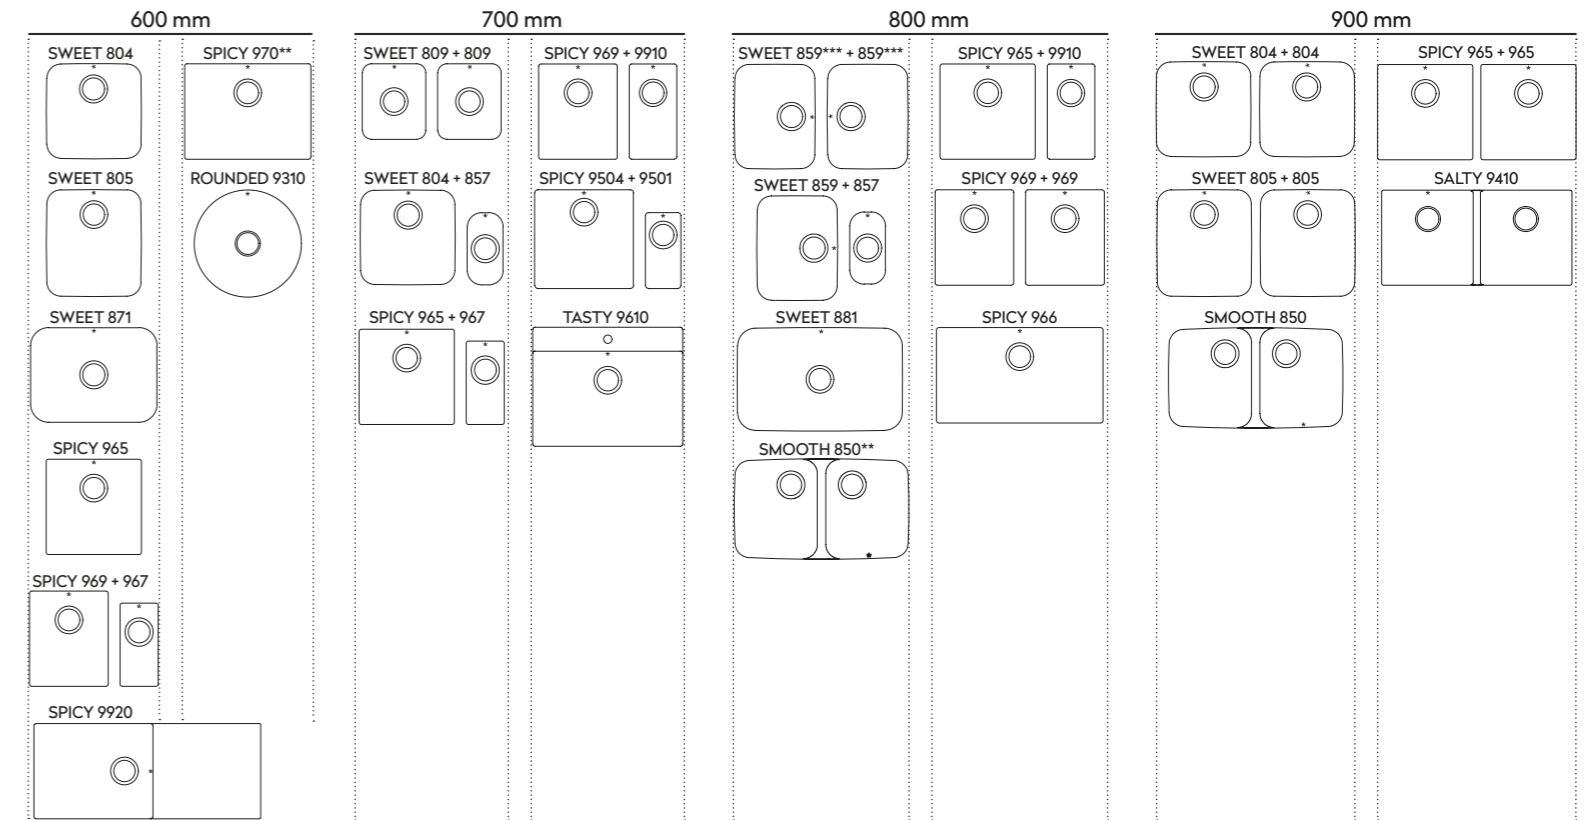 600 mm
700 mm
800 mm
900 mm
SWEET 804
SPICY 970**
SWEET 809 + 809
SPICY 969 + 9910
SWEET 859*** + 859***
SPICY 965 + 9910
SWEET 804 + 804
SPICY 965 + 965
SWEET 805
ROUNDED 9310
SWEET 804 + 857
SPICY 9504 + 9501
SWEET 859 + 857
SPICY 969 + 969
SWEET 805 + 805
SALTY 9410
SWEET 871
SPICY 965 + 967
TASTY 9610
SWEET 881
SPICY 966
SMOOTH 850
SPICY 965
SMOOTH 850**
SPICY 969 + 967
SPICY 9920